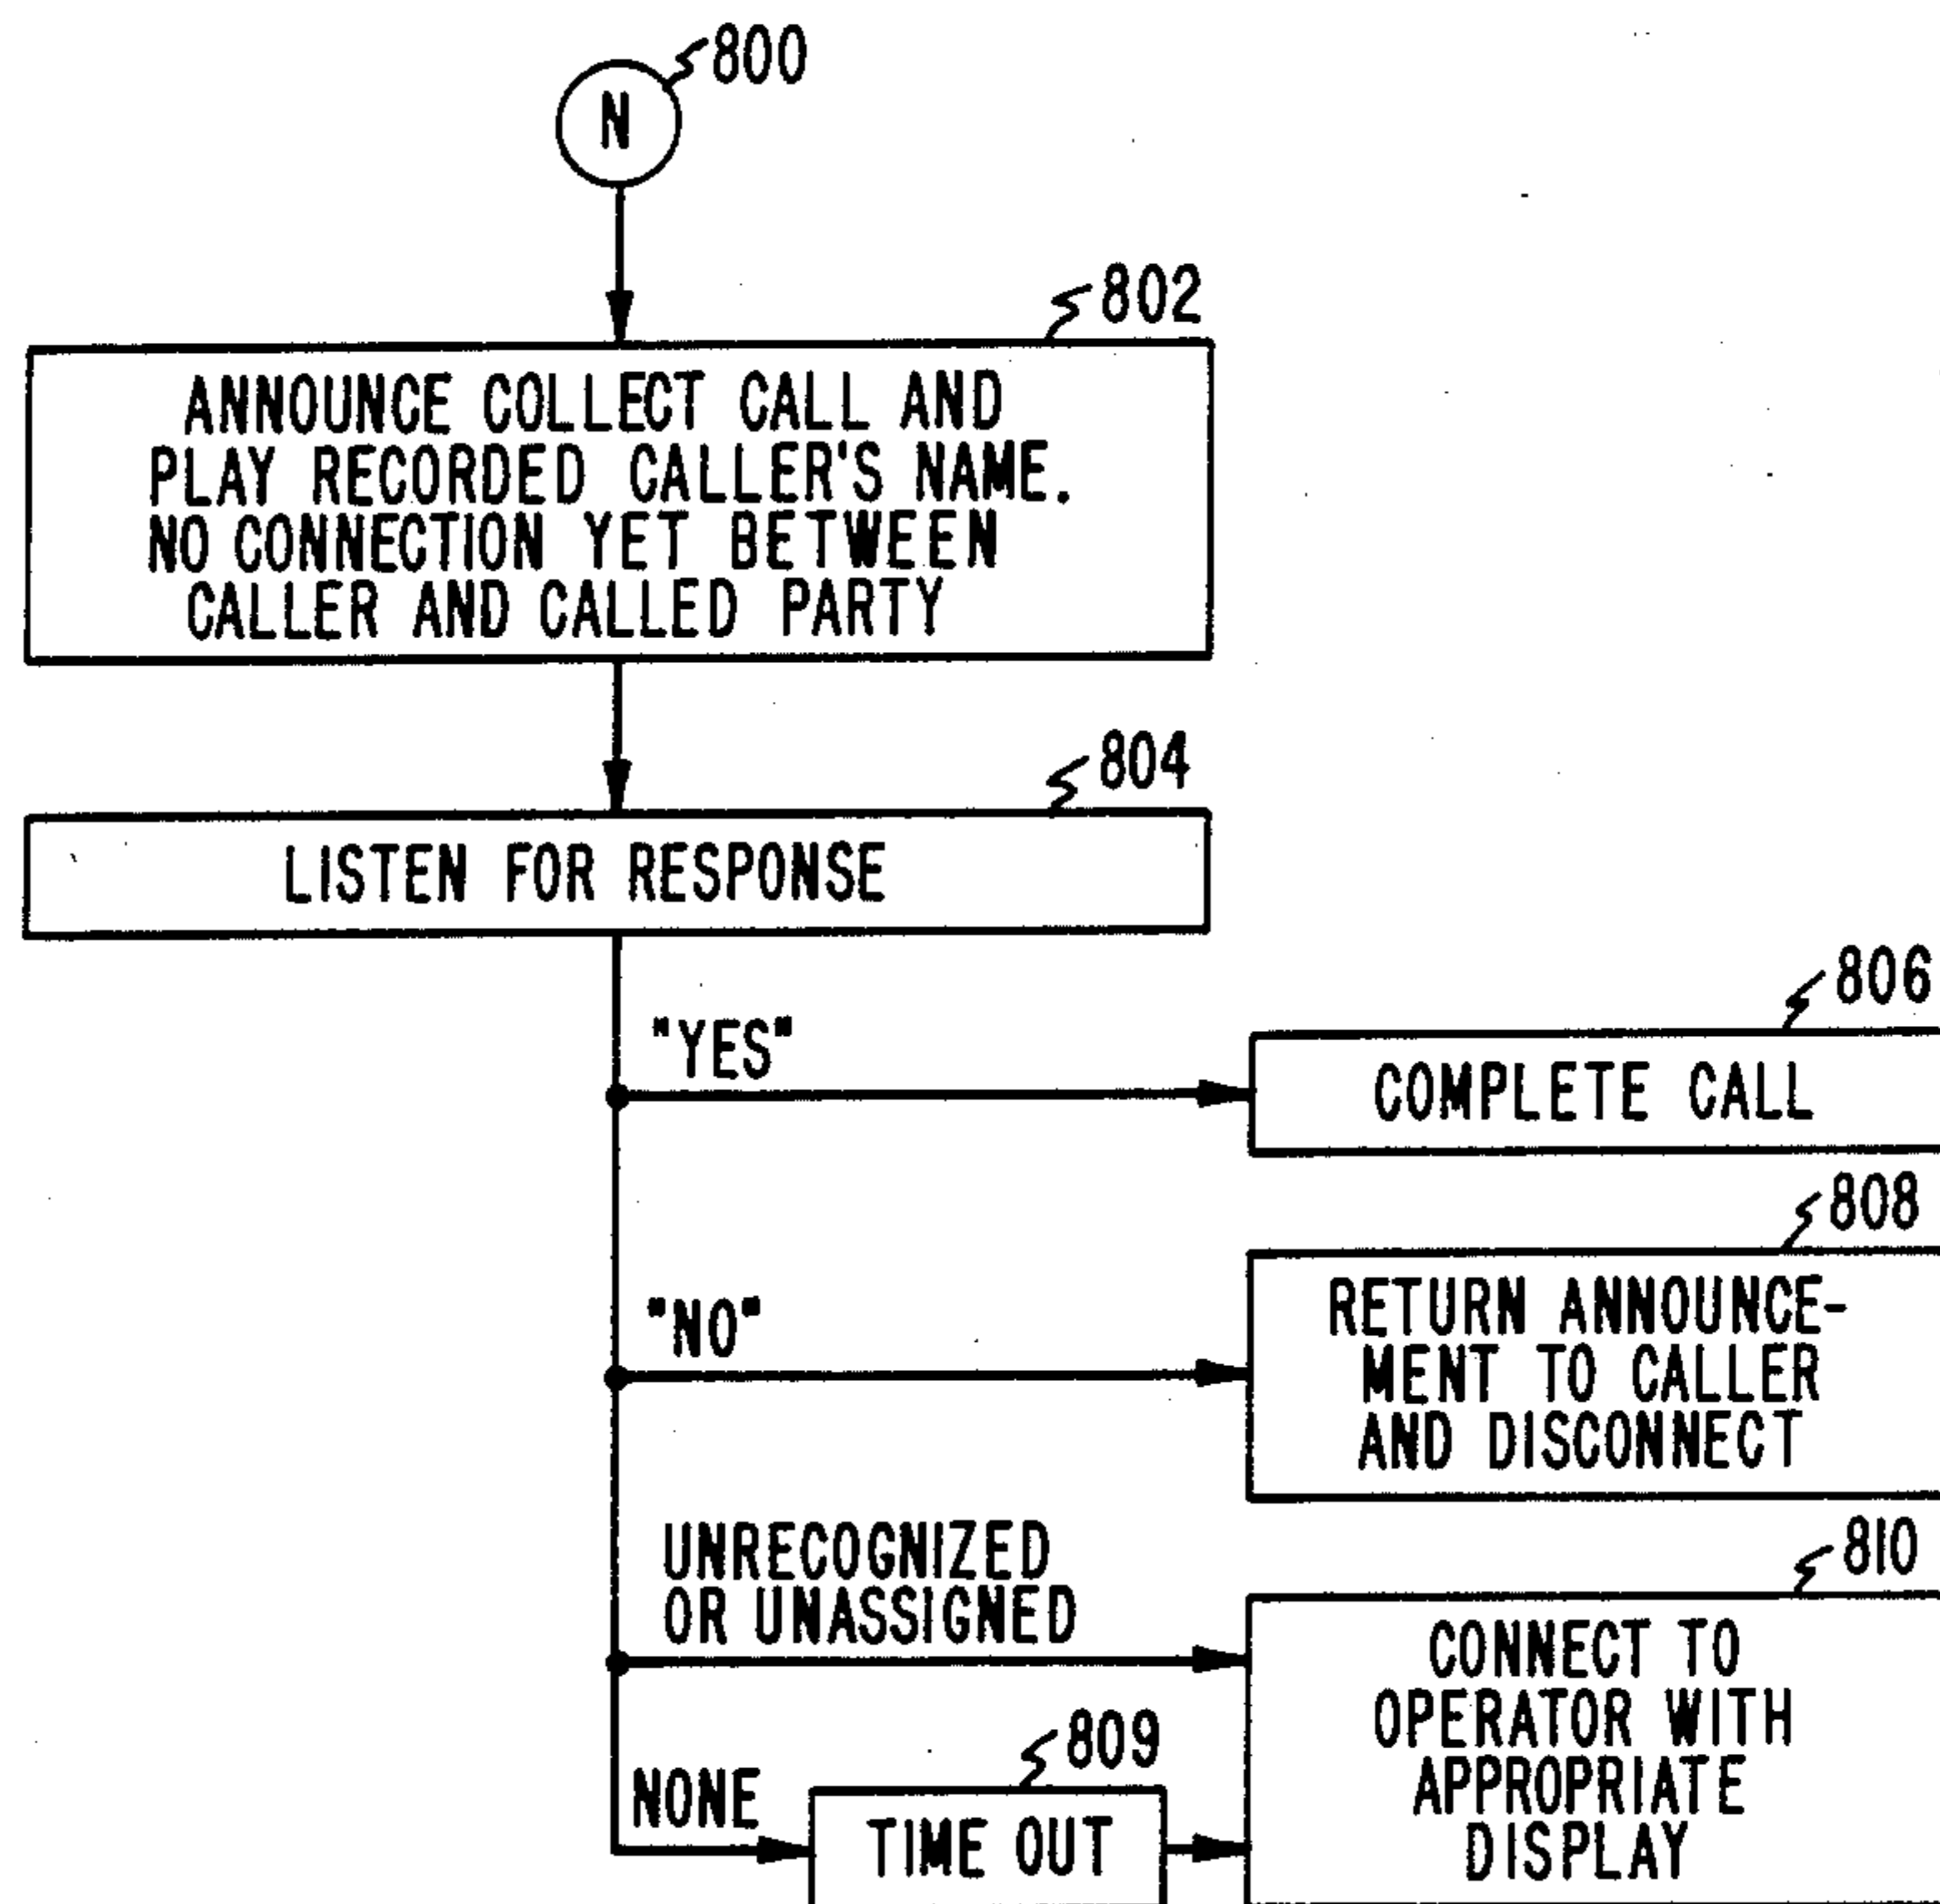 800
N
802
ANNOUNCE COLLECT CALL AND
PLAY RECORDED CALLER'S NAME.
NO CONNECTION YET BETWEEN
CALLER AND CALLED PARTY
804
LISTEN FOR RESPONSE
"YES"
806
COMPLETE CALL
"NO"
808
RETURN ANNOUNCE-
MENT TO CALLER
AND DISCONNECT
UNRECOGNIZED
OR UNASSIGNED
810
CONNECT TO
OPERATOR WITH
APPROPRIATE
DISPLAY
NONE
809
TIME OUT